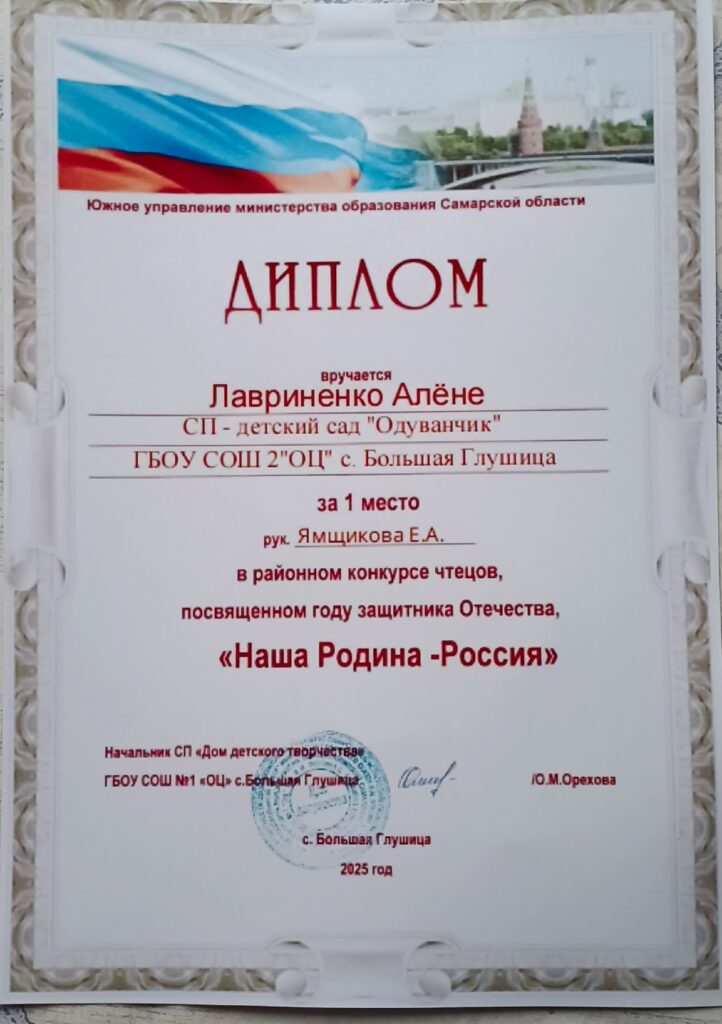 Южное управление министерства образования Самарской области
ДИПЛОМ
вручается
Лавриненко Алёне
СП - детский сад "Одуванчик"
ГБОУ СОШ 2"ОЦ" с. Большая Глушица
за 1 место
рук. Ямщикова Е.А.
в районном конкурсе чтецов,
посвященном году защитника Отечества,
«Наша Родина -Россия»
Начальник СП «Дом детского творчества»
ГБОУ СОШ №1 «ОЦ» с.Большая Глушица /О.М.Орехова
с. Большая Глушица
2025 год